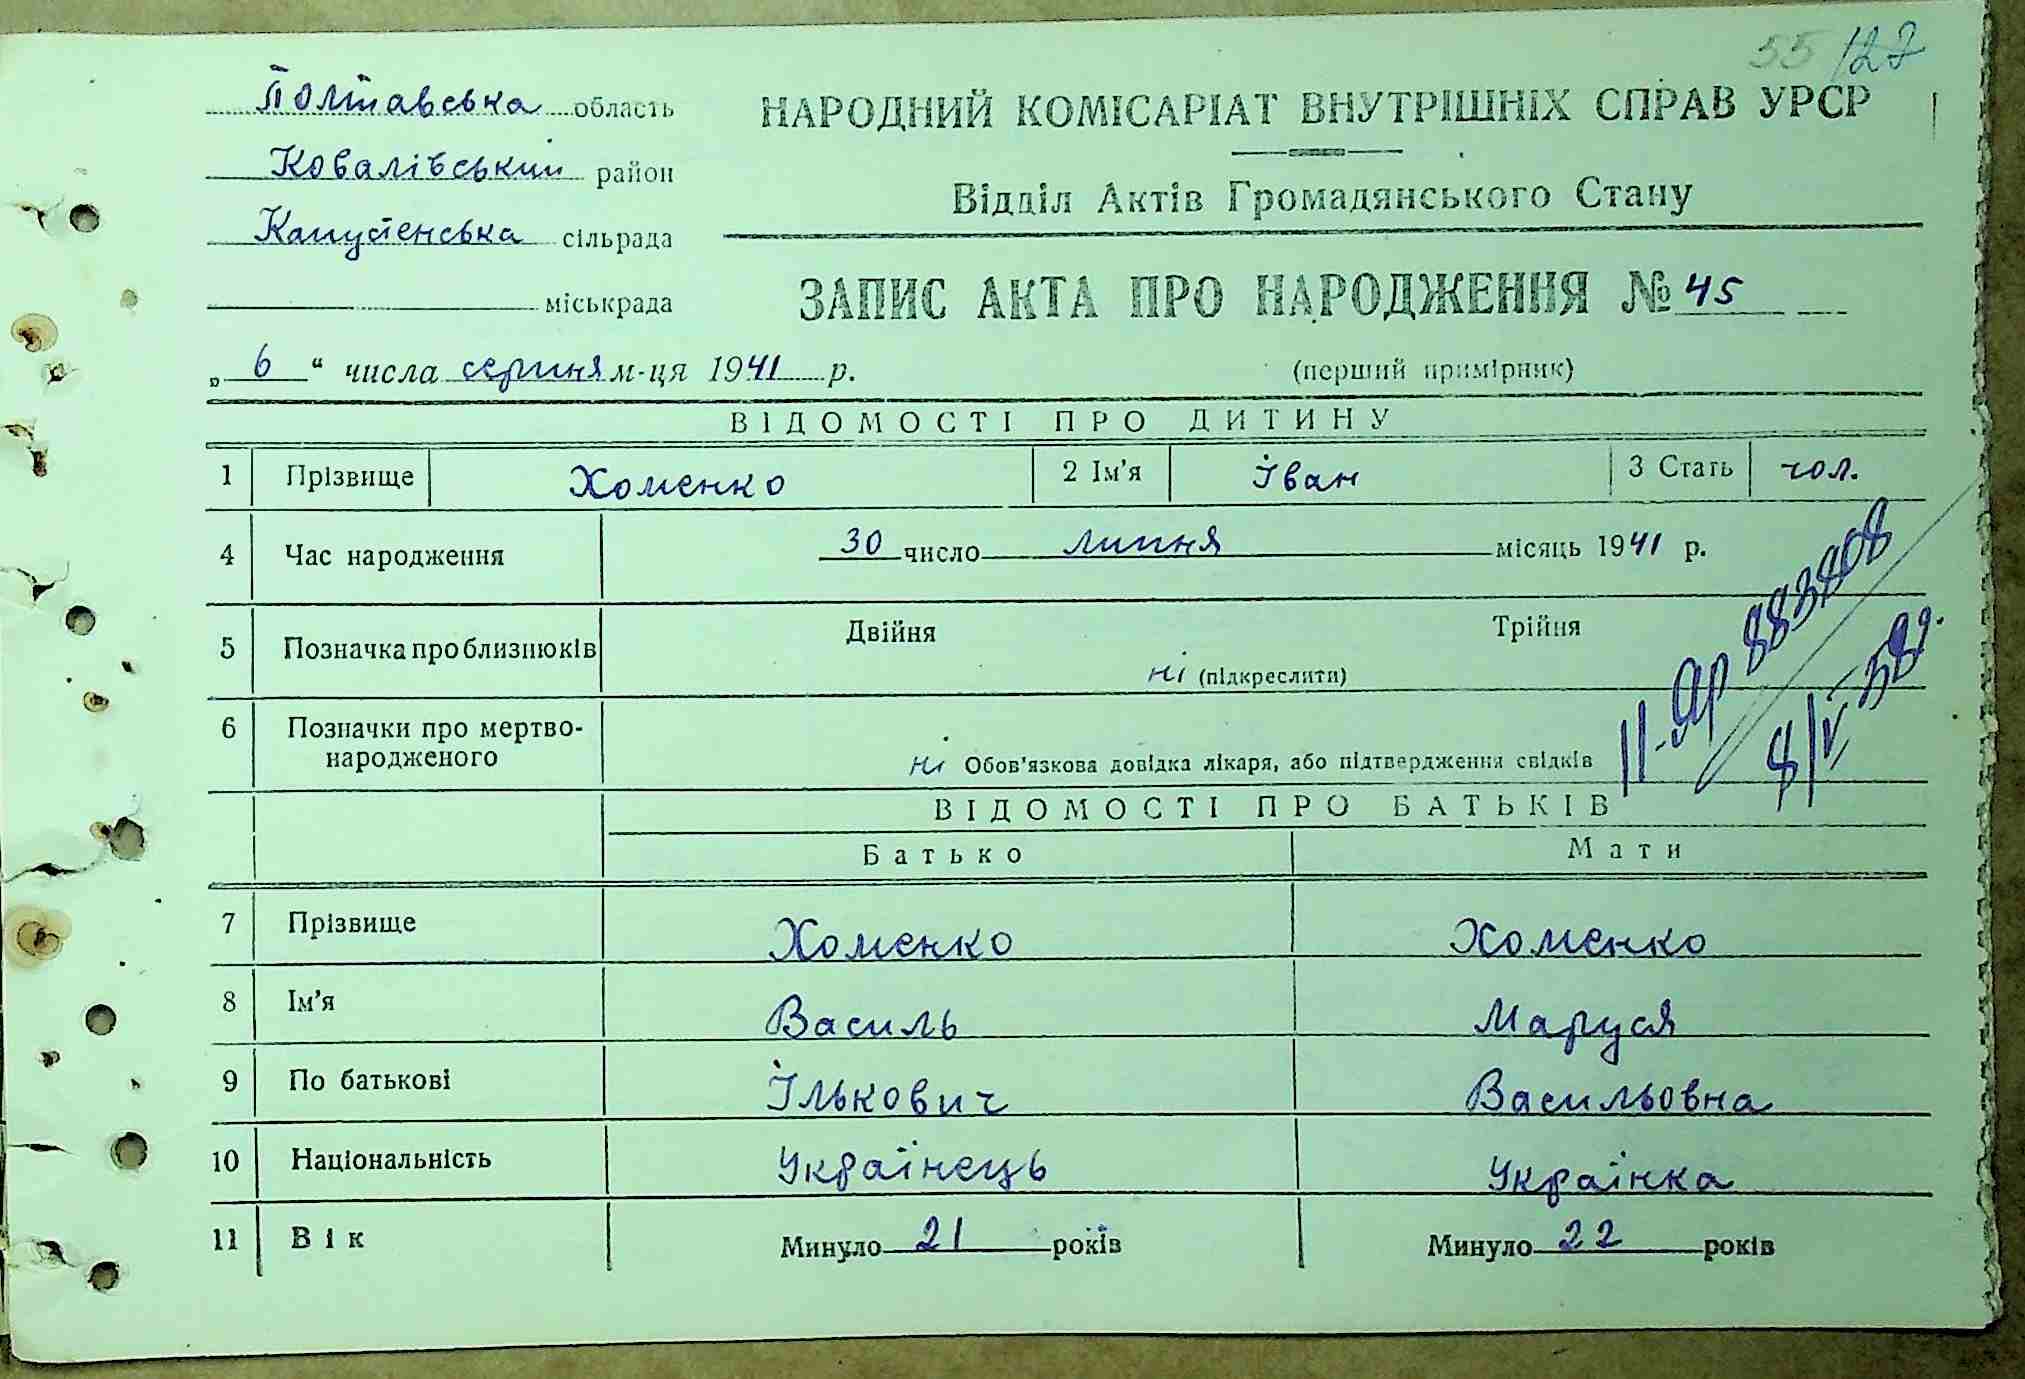 55 /27
Полтавська область
НАРОДНИЙ КОМІСАРІАТ ВНУТРІШНІХ СПРАВ УРСР
Ковалівський район
Відділ Актів Громадянського Стану
Капустенська сільрада
міськрада
ЗАПИС АКТА ПРО НАРОДЖЕННЯ № 45
„ 6 “ числа серпня м-ця 1941 р.
(перший примірник)
ВІДОМОСТІ ПРО ДИТИНУ
1 Прізвище Хоменко 2 Ім'я Іван 3 Стать чол.
4 Час народження 30 число липня місяць 1941 р.
5 Позначка про близнюків Двійня Трійня
ні (підкреслити)
6 Позначки про мертво-
народженого
ні Обов'язкова довідка лікаря, або підтвердження свідків
8/V-58
ВІДОМОСТІ ПРО БАТЬКІВ
Батько Мати
7 Прізвище Хоменко Хоменко
8 Ім'я Василь Маруся
9 По батькові Ількович Васильовна
10 Національність Українець Українка
11 Вік Минуло 21 років Минуло 22 років